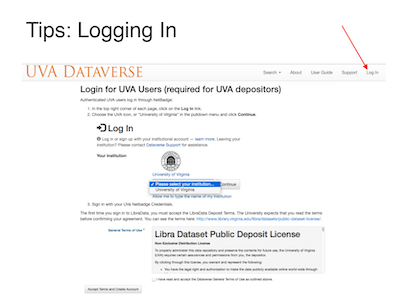 Tips: Logging In
UVA DATAVERSE
Search
About
User Guide
Support
Log In
Login for UVA Users (required for UVA depositors)
Authenticated UVA users log in through NetBadge:
1. In the top right corner of each page, click on the Log In link.
2. Choose the UVA icon, or "University of Virginia" in the pulldown menu and click Continue.
Log In
Log in or sign up with your institutional account — learn more. Leaving your
institution? Please contact Dataverse Support for assistance.
Your Institution
University of Virginia
Please select your institution...
Continue
University of Virginia
Allow me to type the name of my institution
3. Sign in with your UVa Netbadge Credentials.
The first time you sign to LibraData, you must accept the LibraData Deposit Terms. The University expects that you read the terms
before confirming your agreement. You can see the terms here: http://www.library.virginia.edu/libra/datasets/public-dataset-license/
General Terms of Use *
Libra Dataset Public Deposit License
Non-Exclusive Distribution License
To properly administer this data repository and preserve the contents for future use, the University of Virginia
(UVA) requires certain assurances and permissions from you, the depositor.
By clicking through this license, you warrant and represent the following:
• You have the legal right and authorization to make the data publicly available online world wide through
I have read and accept the Dataverse General Terms of Use as outlined above.
Accept Terms and Create Account